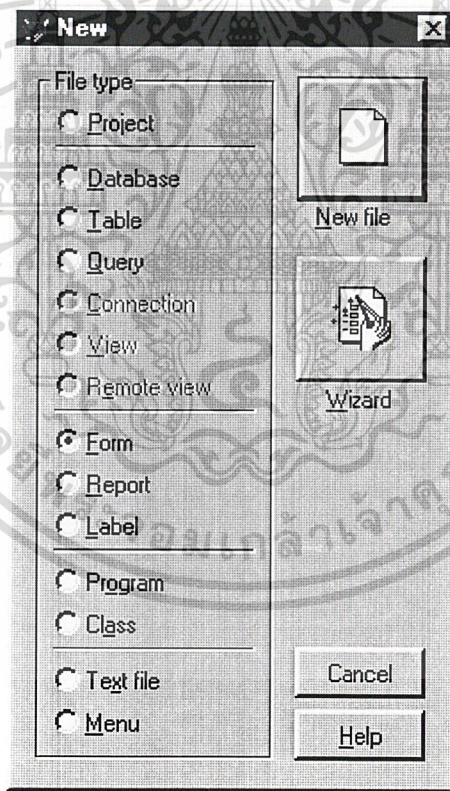 New
File type
Project
Database
Table
Query
Connection
View
Remote view
Form
Report
Label
Program
Class
Text file
Menu
New file
Wizard
Cancel
Help